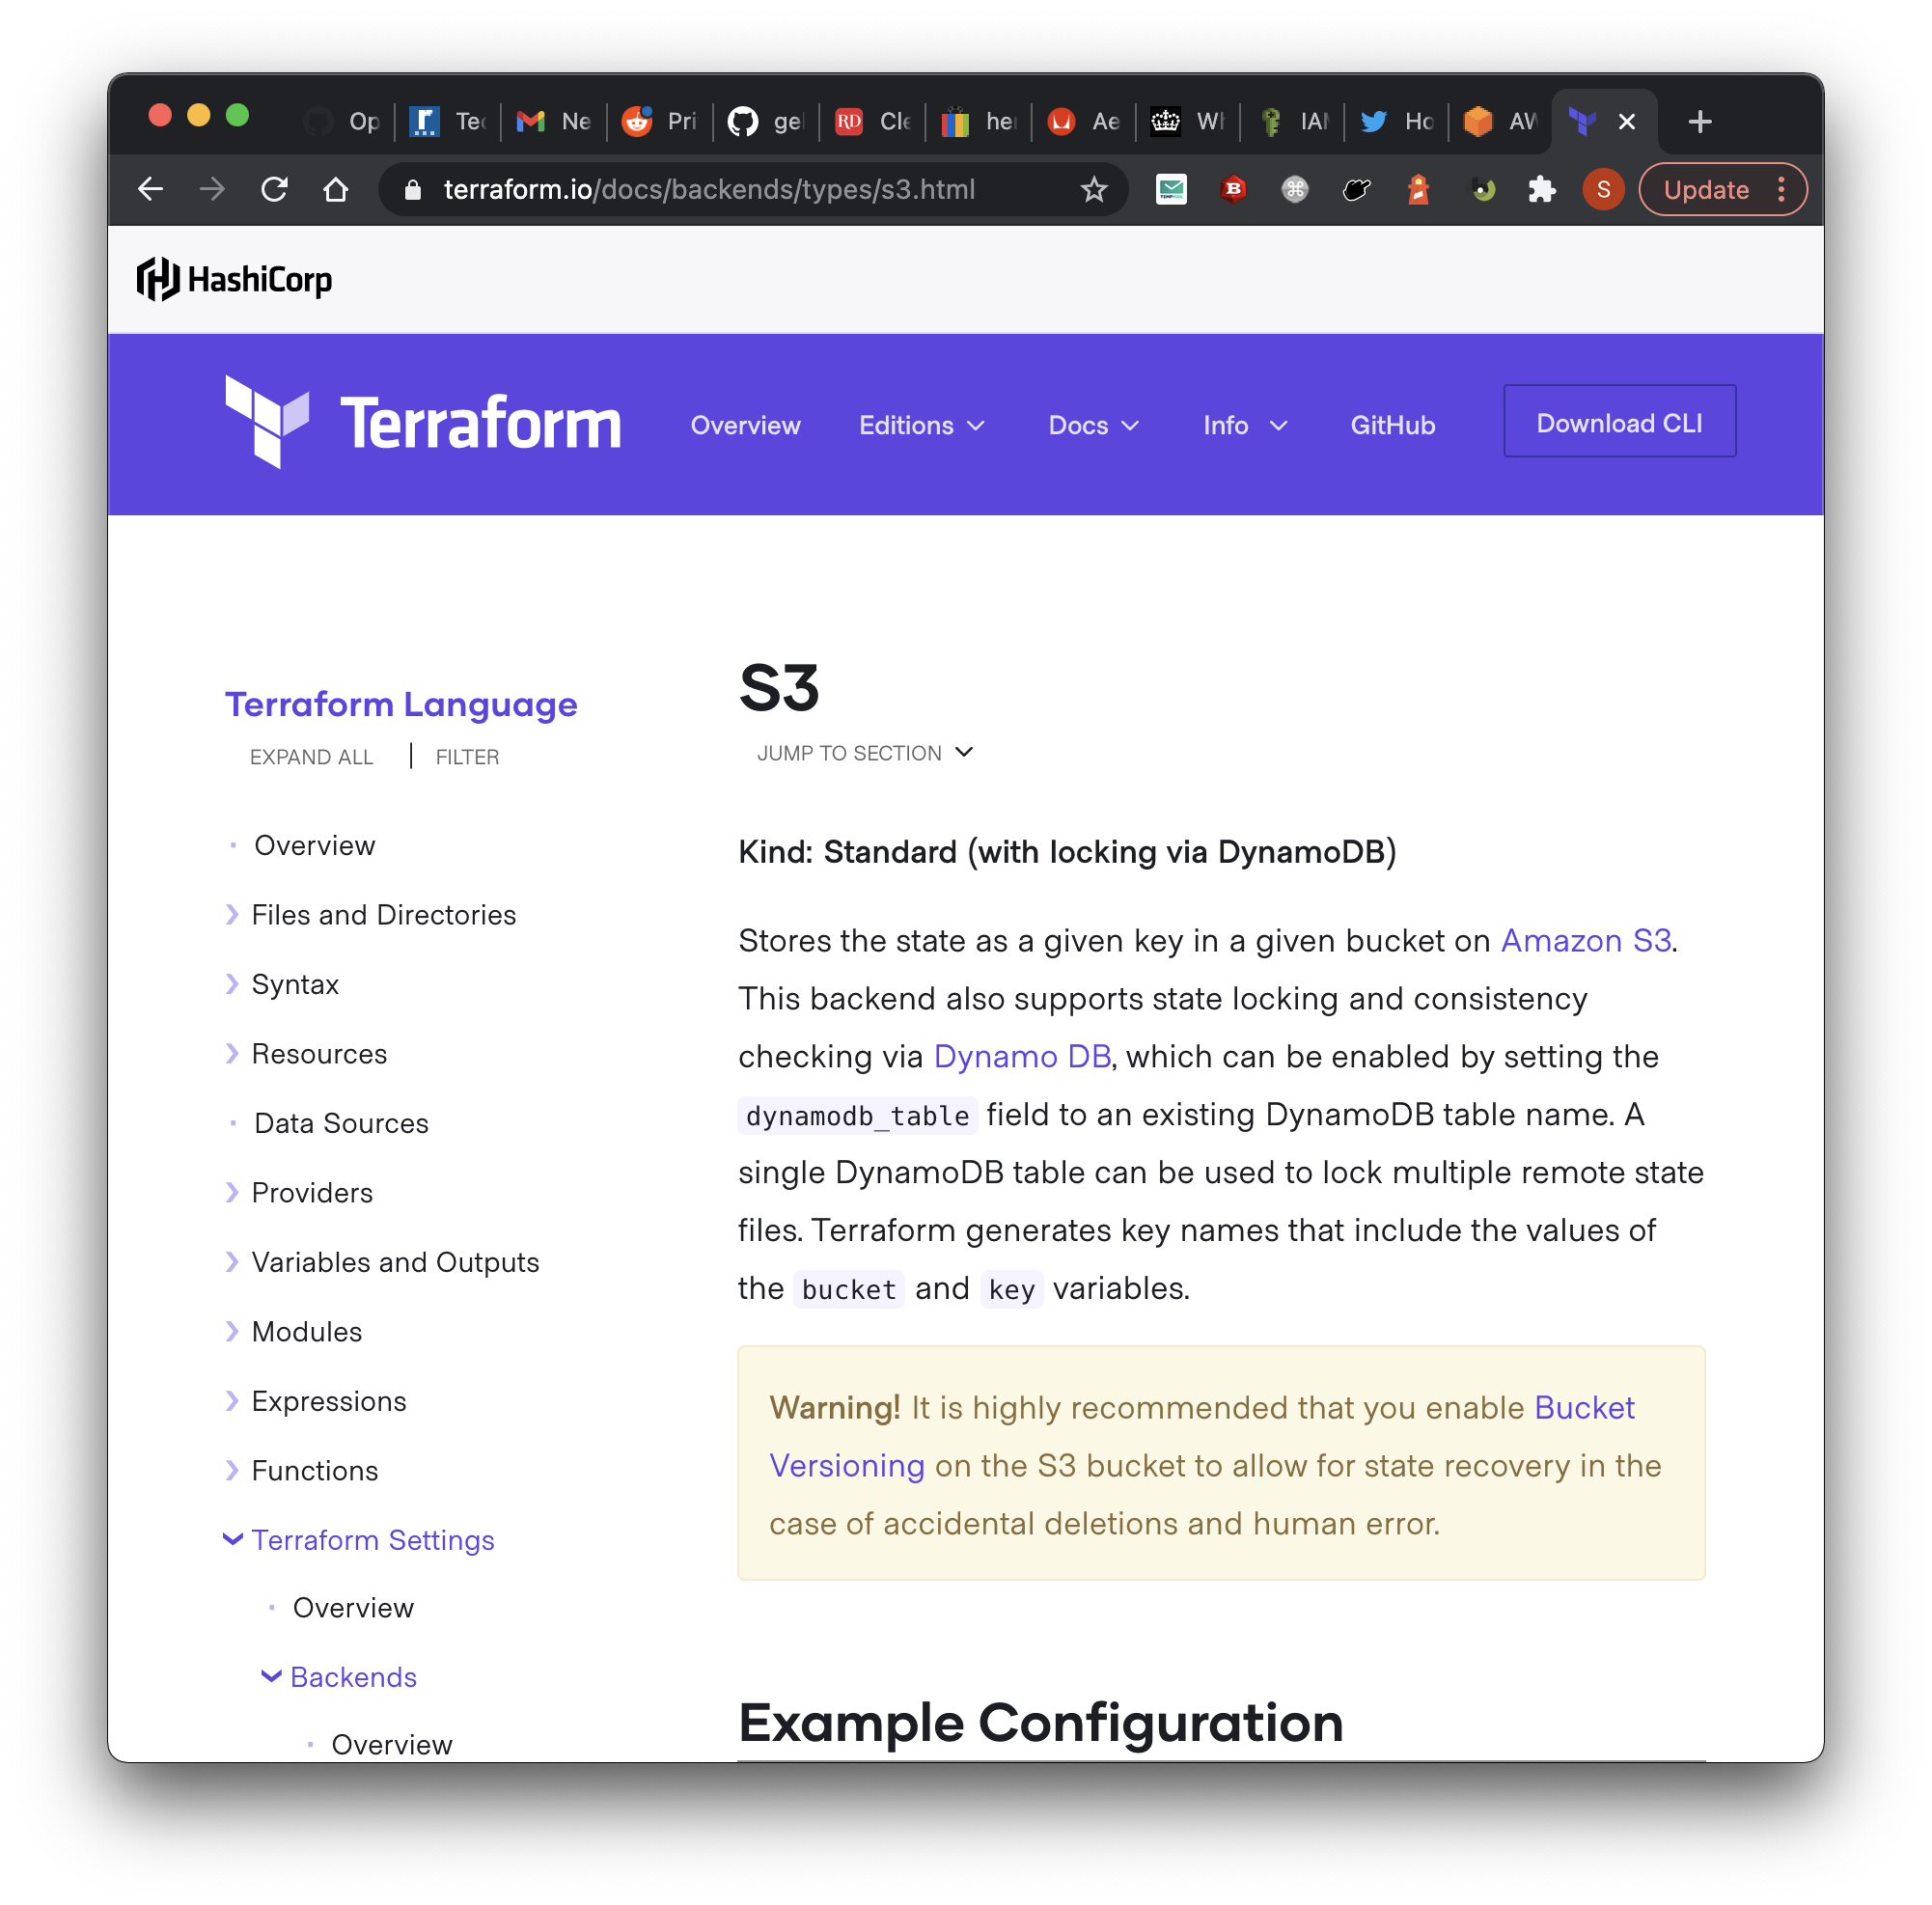 Op Tec Ne Pri ge RD Cle her Ae Wh IAM Ho AW
terraform.io/docs/backends/types/s3.html
TEMP
B
S
Update
HashiCorp
Terraform
Overview Editions Docs Info GitHub Download CLI
Terraform Language
EXPAND ALL | FILTER
Overview
Files and Directories
Syntax
Resources
Data Sources
Providers
Variables and Outputs
Modules
Expressions
Functions
Terraform Settings
Overview
Backends
Overview
S3
JUMP TO SECTION
Kind: Standard (with locking via DynamoDB)
Stores the state as a given key in a given bucket on Amazon S3.
This backend also supports state locking and consistency
checking via Dynamo DB, which can be enabled by setting the
dynamodb_table field to an existing DynamoDB table name. A
single DynamoDB table can be used to lock multiple remote state
files. Terraform generates key names that include the values of
the bucket and key variables.
Warning! It is highly recommended that you enable Bucket
Versioning on the S3 bucket to allow for state recovery in the
case of accidental deletions and human error.
Example Configuration